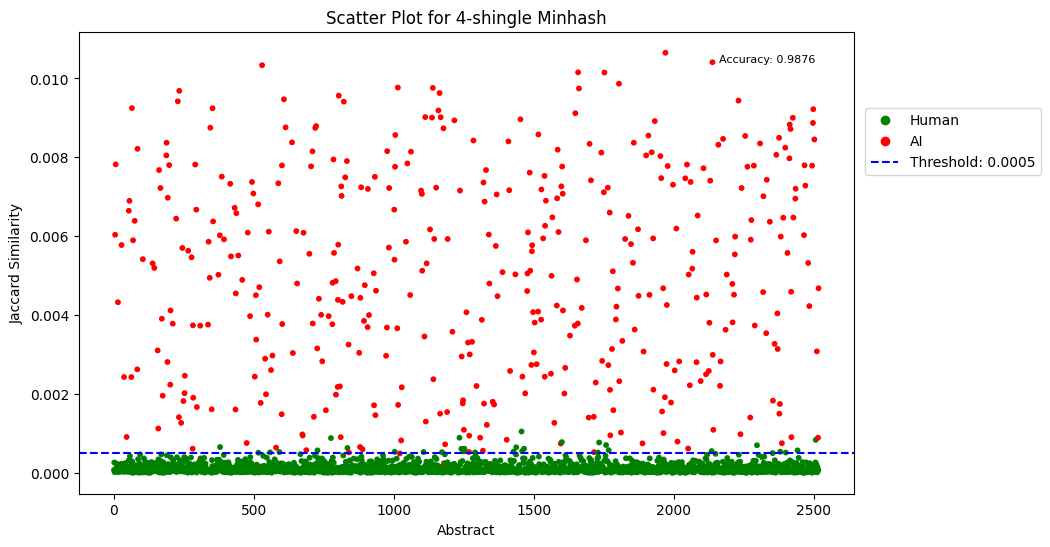 Scatter Plot for 4-shingle Minhash
Accuracy: 0.9876
Human
AI
Threshold: 0.0005
Jaccard Similarity
0.010
0.008
0.006
0.004
0.002
0.000
0 500 1000 1500 2000 2500
Abstract